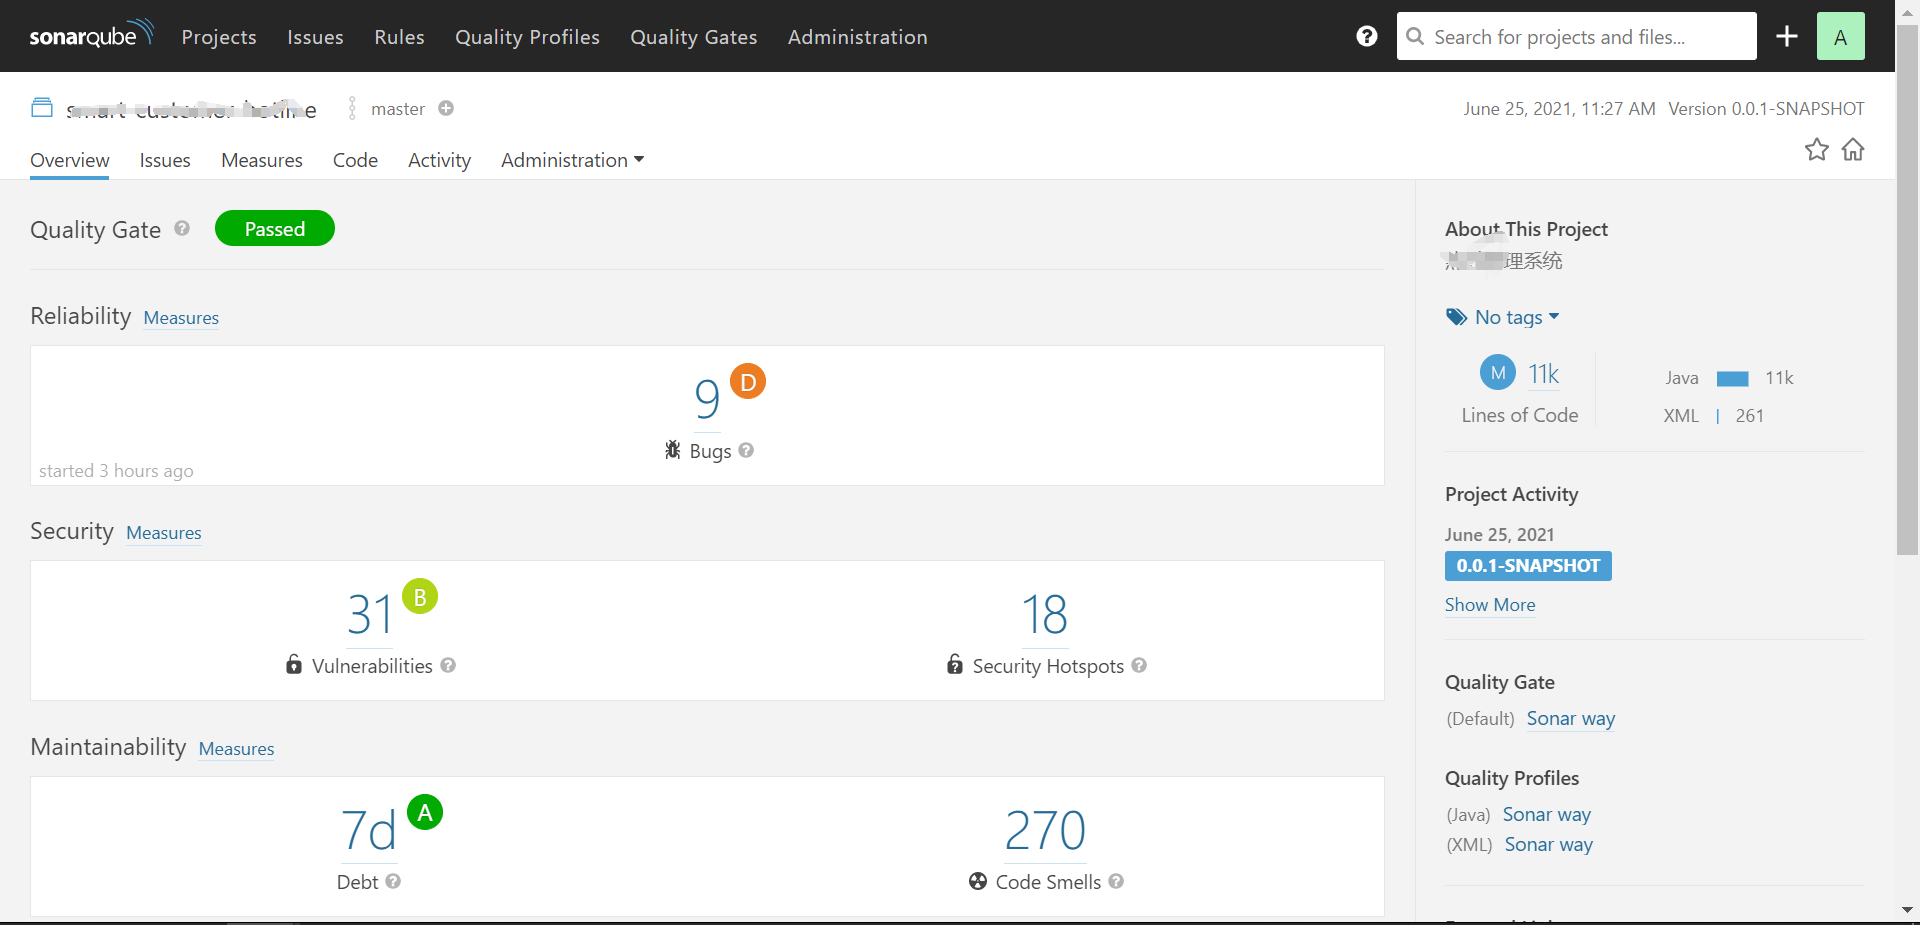 sonarqube Projects Issues Rules Quality Profiles Quality Gates Administration ? Search for projects and files... + A
master June 25, 2021, 11:27 AM Version 0.0.1-SNAPSHOT
Overview Issues Measures Code Activity Administration
Quality Gate ? Passed
Reliability Measures
9 D
Bugs ?
started 3 hours ago
Security Measures
31 B
Vulnerabilities ?
18
Security Hotspots ?
Maintainability Measures
7d A
Debt ?
270
Code Smells ?
About This Project
理系统
No tags
M 11k
Lines of Code
Java 11k
XML 261
Project Activity
June 25, 2021
0.0.1-SNAPSHOT
Show More
Quality Gate
(Default) Sonar way
Quality Profiles
(Java) Sonar way
(XML) Sonar way